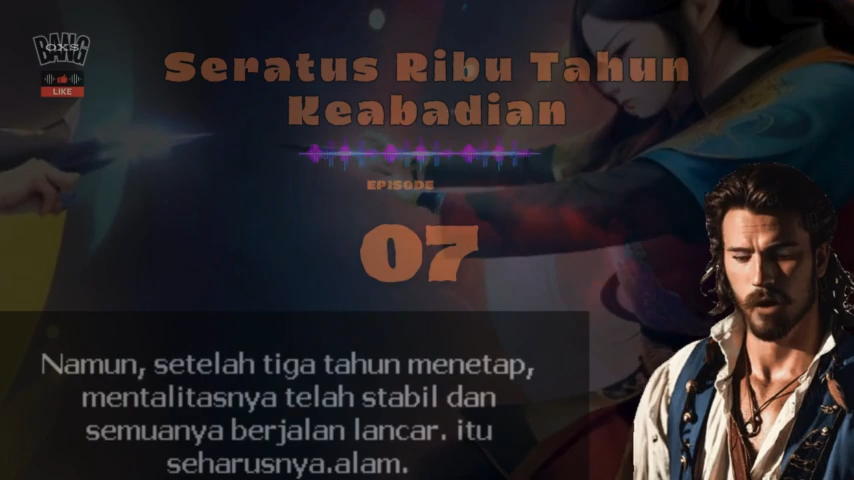 BANG
oxs
LIKE
Seratus Ribu Tahun
Keabadian
EPISODE
07
Namun, setelah tiga tahun menetap,
mentalitasnya telah stabil dan
semuanya berjalan lancar. itu
seharusnya.alam.